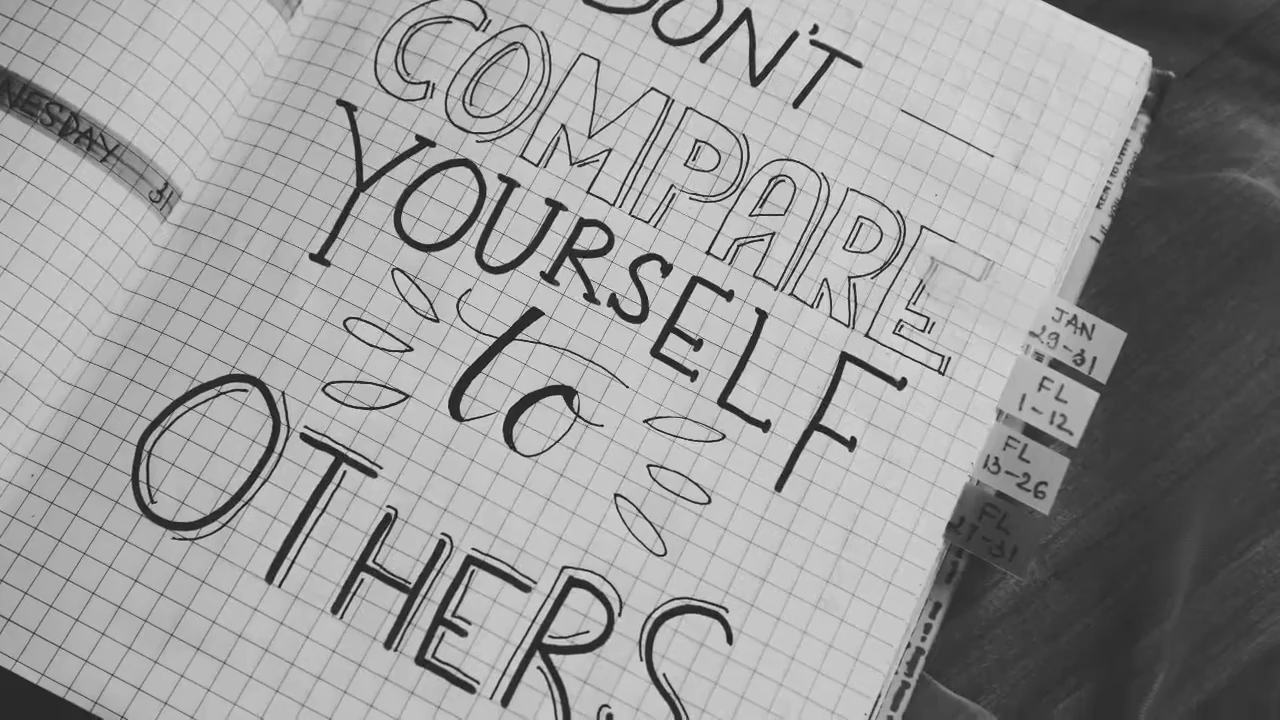 DON'T
COMPARE
YOURSELF
to
OTHERS
NESDAY
31
JAN
29-31
FL
1-12
FL
13-26
FL
27-31